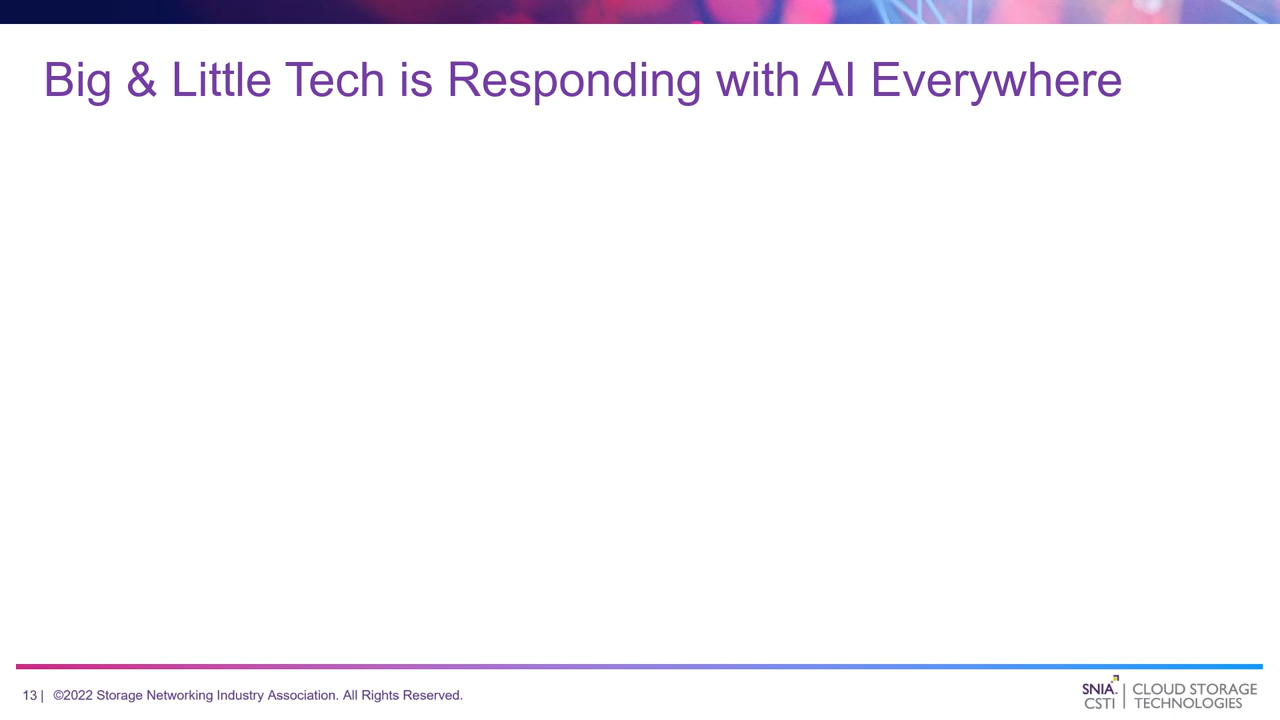 Big & Little Tech is Responding with AI Everywhere
13 | ©2022 Storage Networking Industry Association. All Rights Reserved.
SNIA. | CLOUD STORAGE
CSTI | TECHNOLOGIES